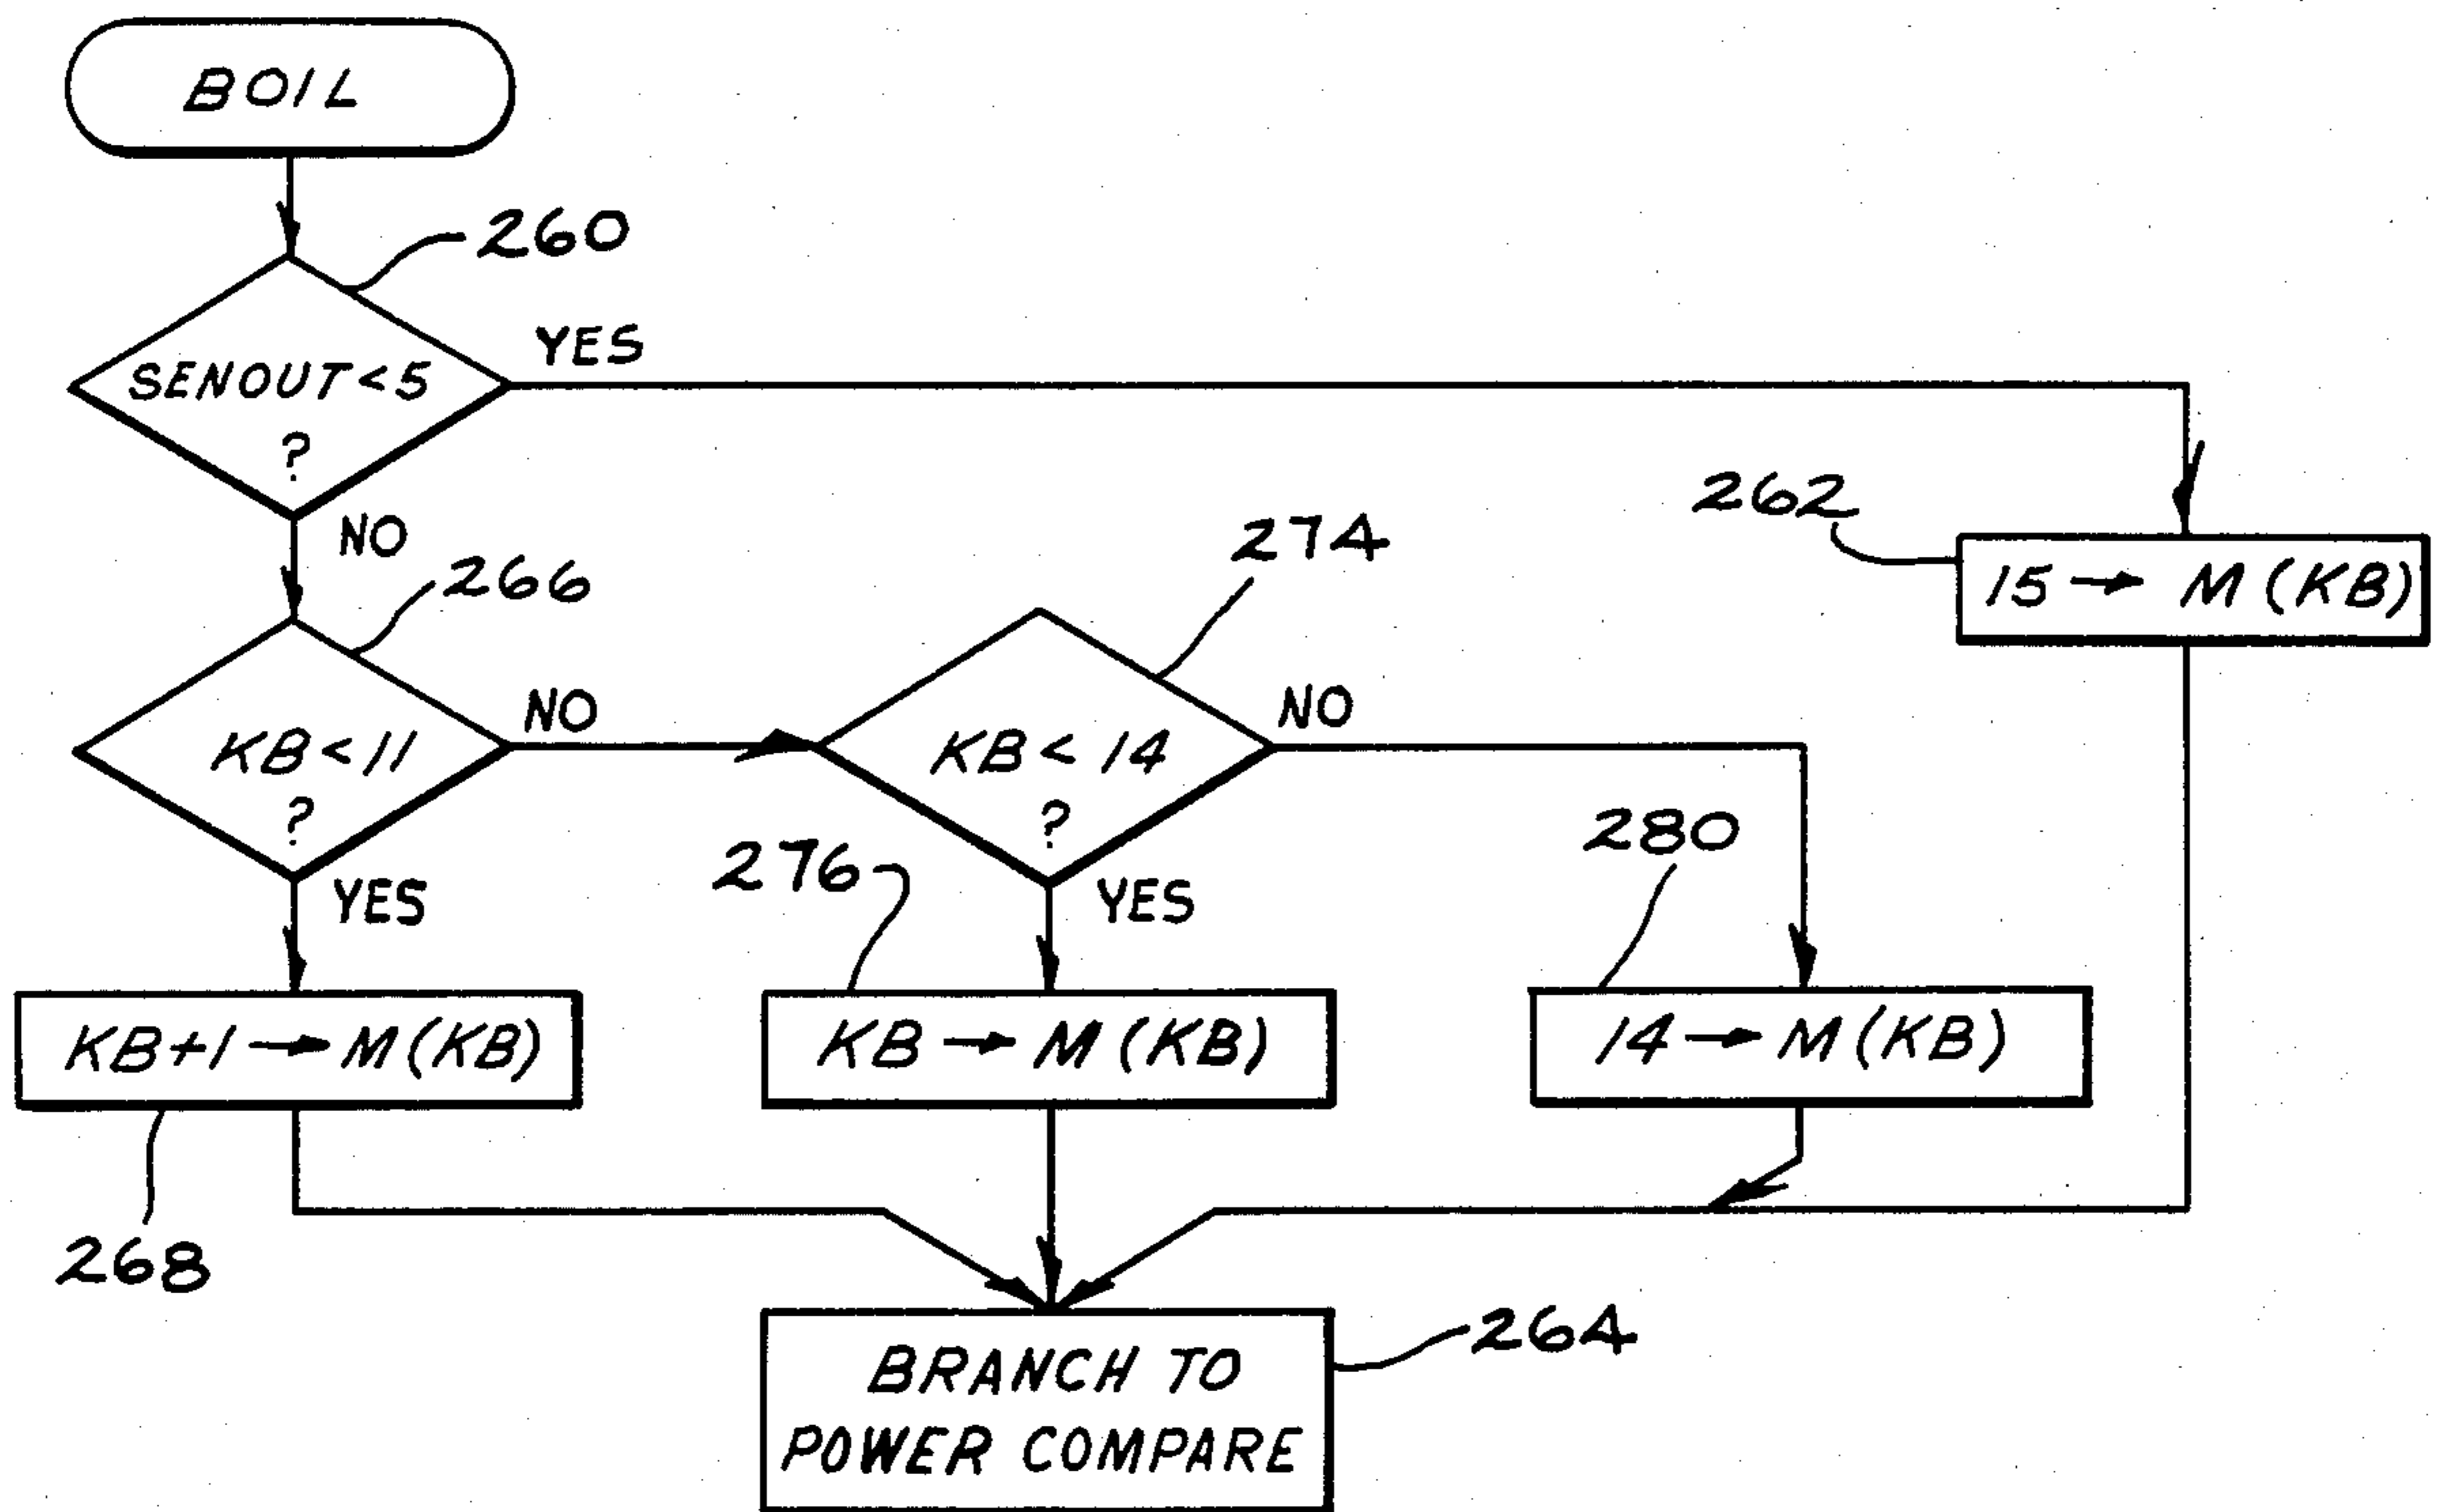 BOIL
260
SENOUT<5
?
YES
NO
262
15→ M(KB)
266
KB<11
?
NO
YES
274
KB< 14
?
NO
YES
276
280
KB+1→M(KB)
KB→M(KB)
14→M(KB)
268
BRANCH TO
POWER COMPARE
264